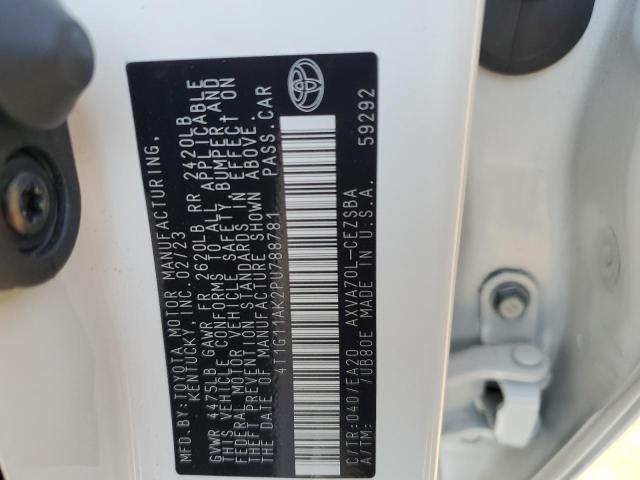 MFD.BY:TOYOTA MOTOR MANUFACTURING,
KENTUCKY, INC. 02/23
GVWR 4475LB GAWR FR 2620LB RR 2420LB
THIS VEHICLE CONFORMS TO ALL APPLICABLE
FEDERAL MOTOR VEHICLE SAFETY, BUMPER, AND
THEFT PREVENTION STANDARDS IN EFFECT ON
THE DATE OF MANUFACTURE SHOWN ABOVE.
4T1G11AK2PU788781 PASS.CAR
C/TR:040/EA20 AXVA70L-CEZSBA
A/TM: 7UB80E MADE IN U.S.A. 59292